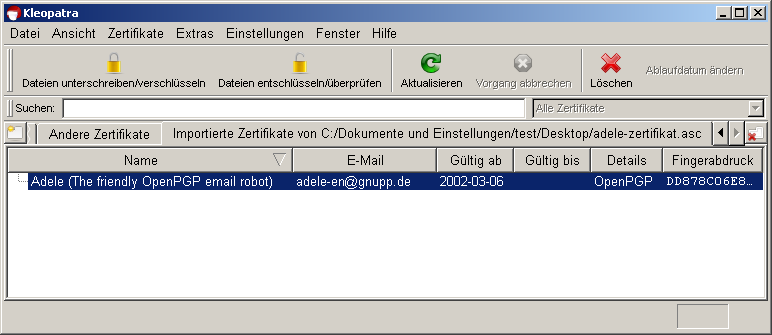 Kleopatra
Datei Ansicht Zertifikate Extras Einstellungen Fenster Hilfe
Dateien unterschreiben/verschlüsseln Dateien entschlüsseln/überprüfen Aktualisieren Vorgang abbrechen Löschen Ablaufdatum ändern
Suchen: Alle Zertifikate
Andere Zertifikate Importierte Zertifikate von C:/Dokumente und Einstellungen/test/Desktop/adele-zertifikat.asc
Name E-Mail Gültig ab Gültig bis Details Fingerabdruck
Adele (The friendly OpenPGP email robot) adele-en@gnupp.de 2002-03-06 OpenPGP DD878C06E8...